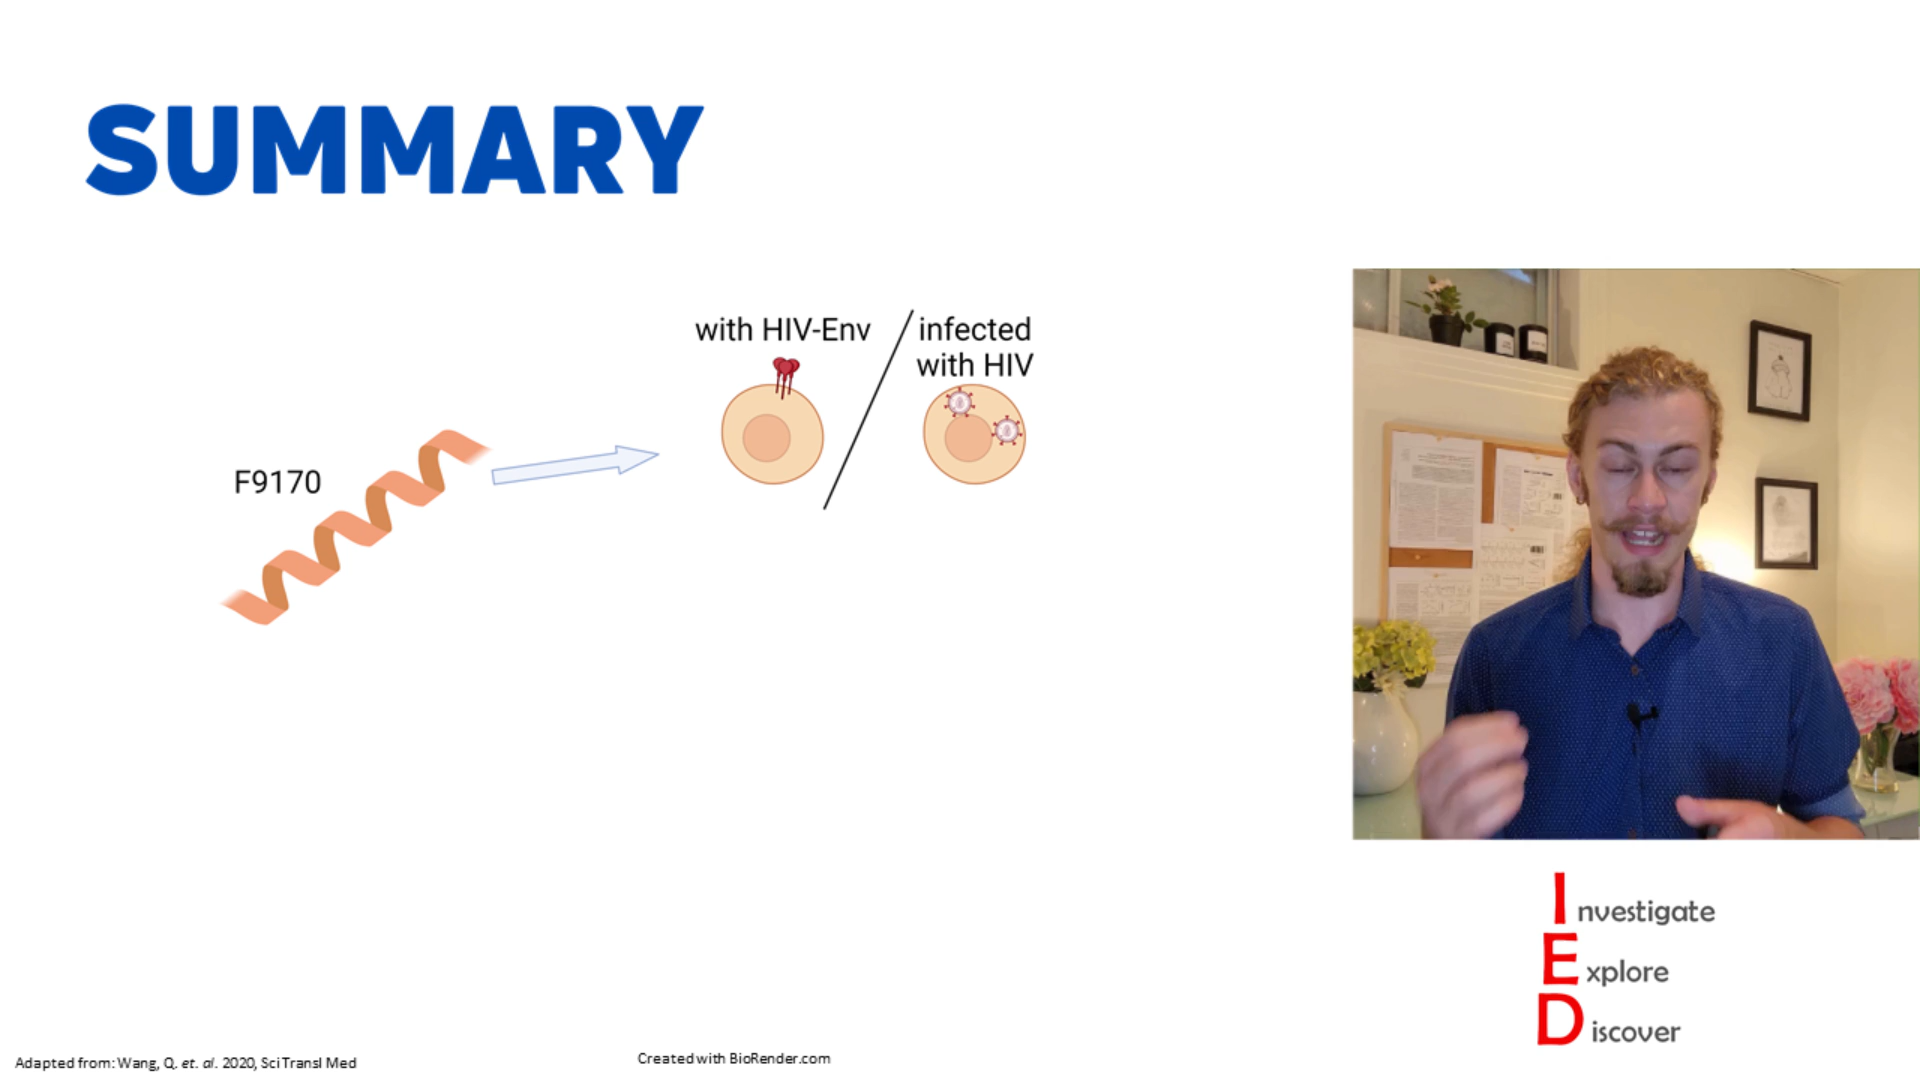 SUMMARY
with HIV-Env
infected
with HIV
F9170
Investigate
Explore
Discover
Adapted from: Wang, Q. et. al. 2020, Sci Transl Med
Created with BioRender.com